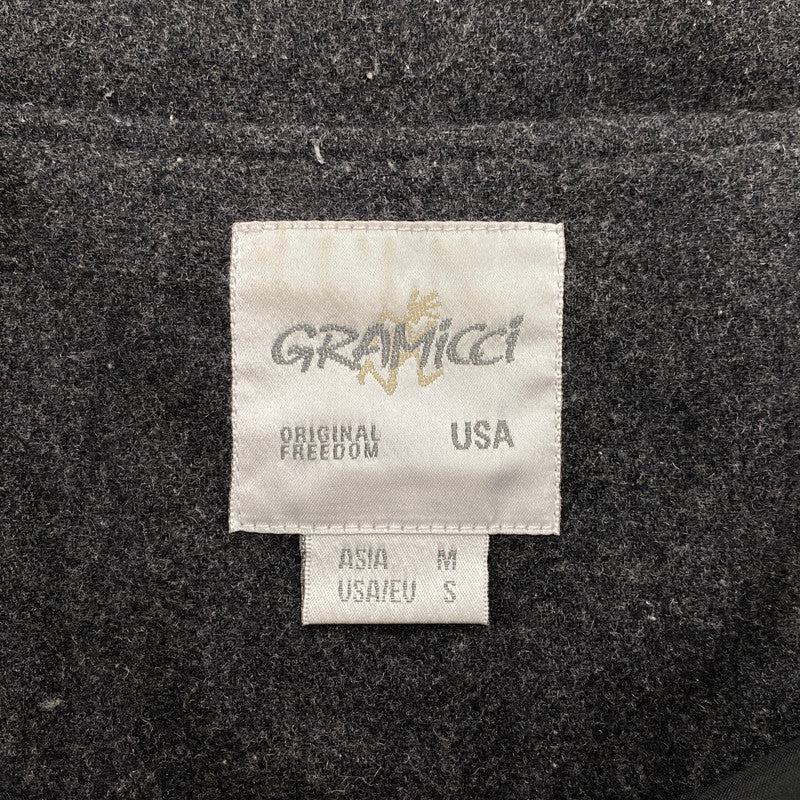 GRAMiCCi
ORIGINAL FREEDOM USA
ASIA M
USA/EU S